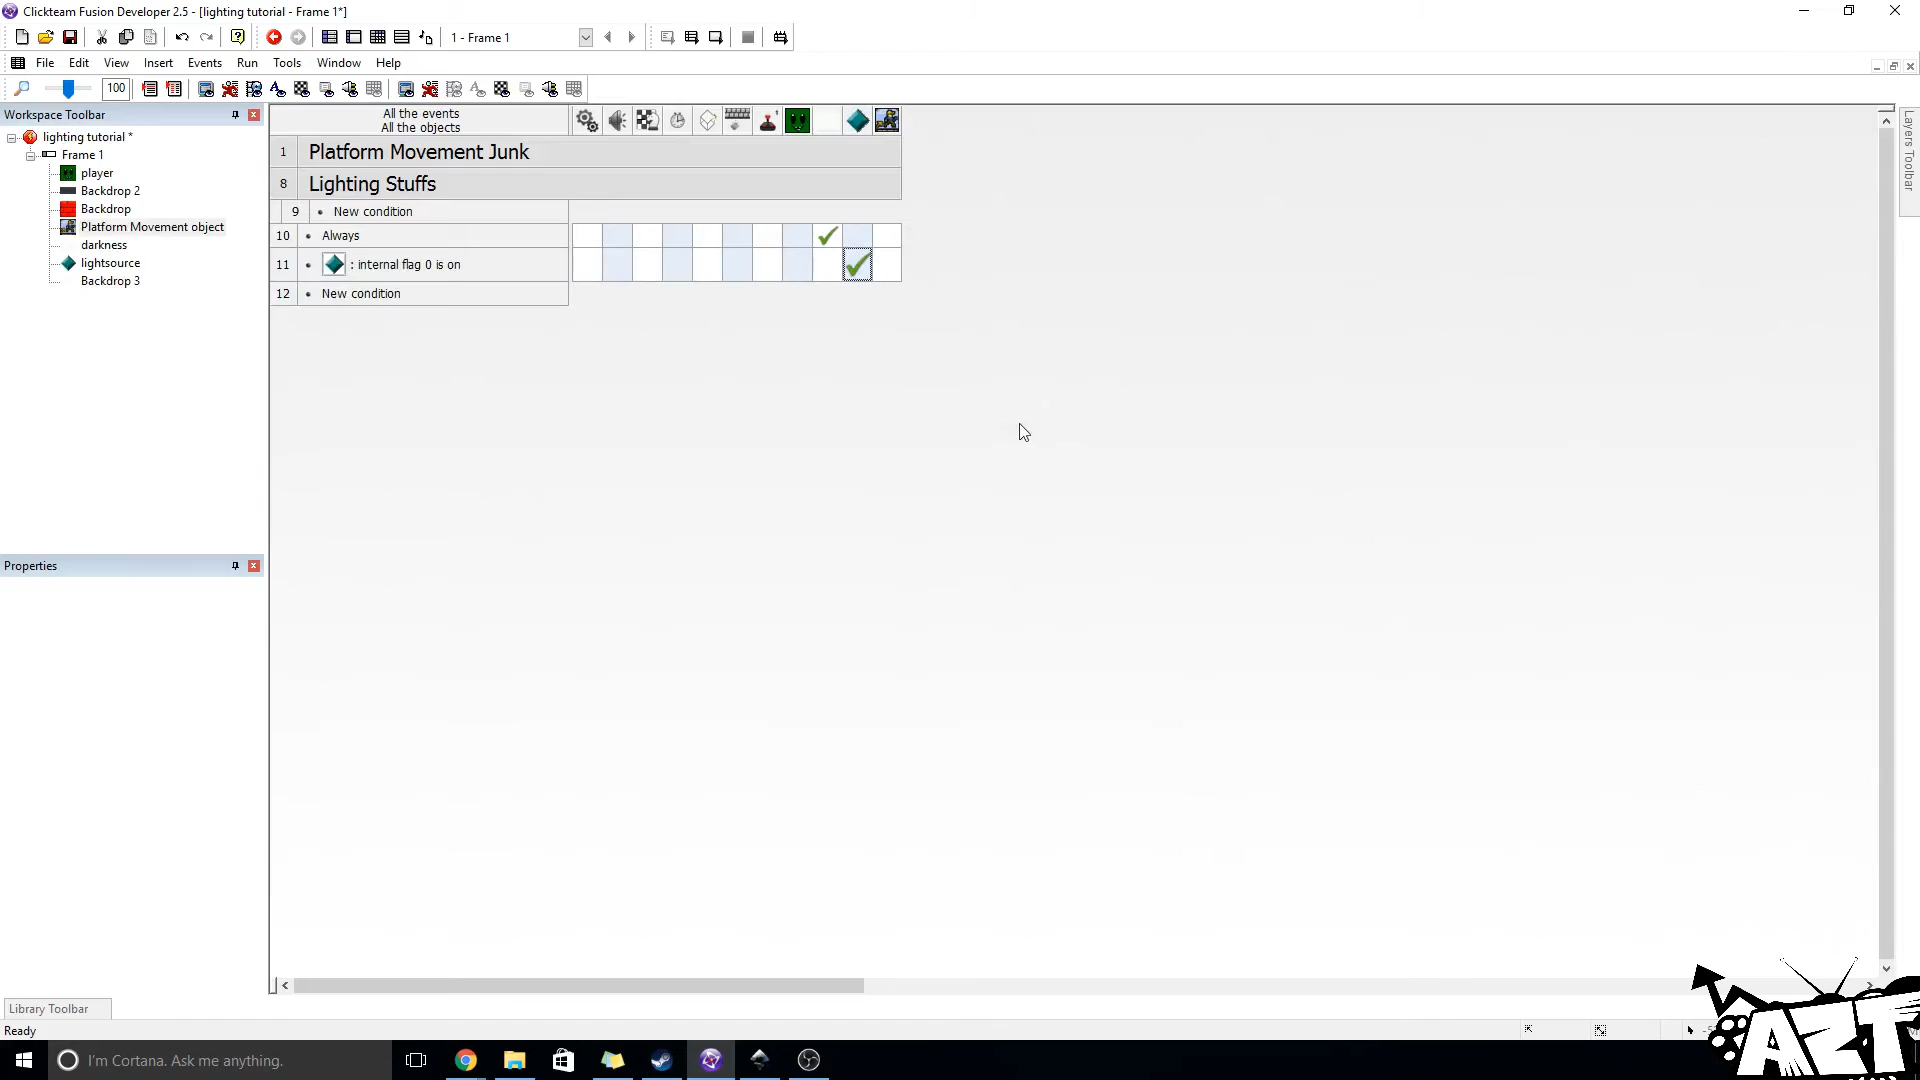 Clickteam Fusion Developer 2.5 - [lighting tutorial - Frame 1*]
1 - Frame 1
File Edit View Insert Events Run Tools Window Help
100
Workspace Toolbar
lighting tutorial *
Frame 1
player
Backdrop 2
Backdrop
Platform Movement object
darkness
lightsource
Backdrop 3
Properties
All the events
All the objects
1 Platform Movement Junk
8 Lighting Stuffs
9 • New condition
10 • Always
11 • : internal flag 0 is on
12 • New condition
Layers Toolbar
Library Toolbar
Ready
I'm Cortana. Ask me anything.
AZT